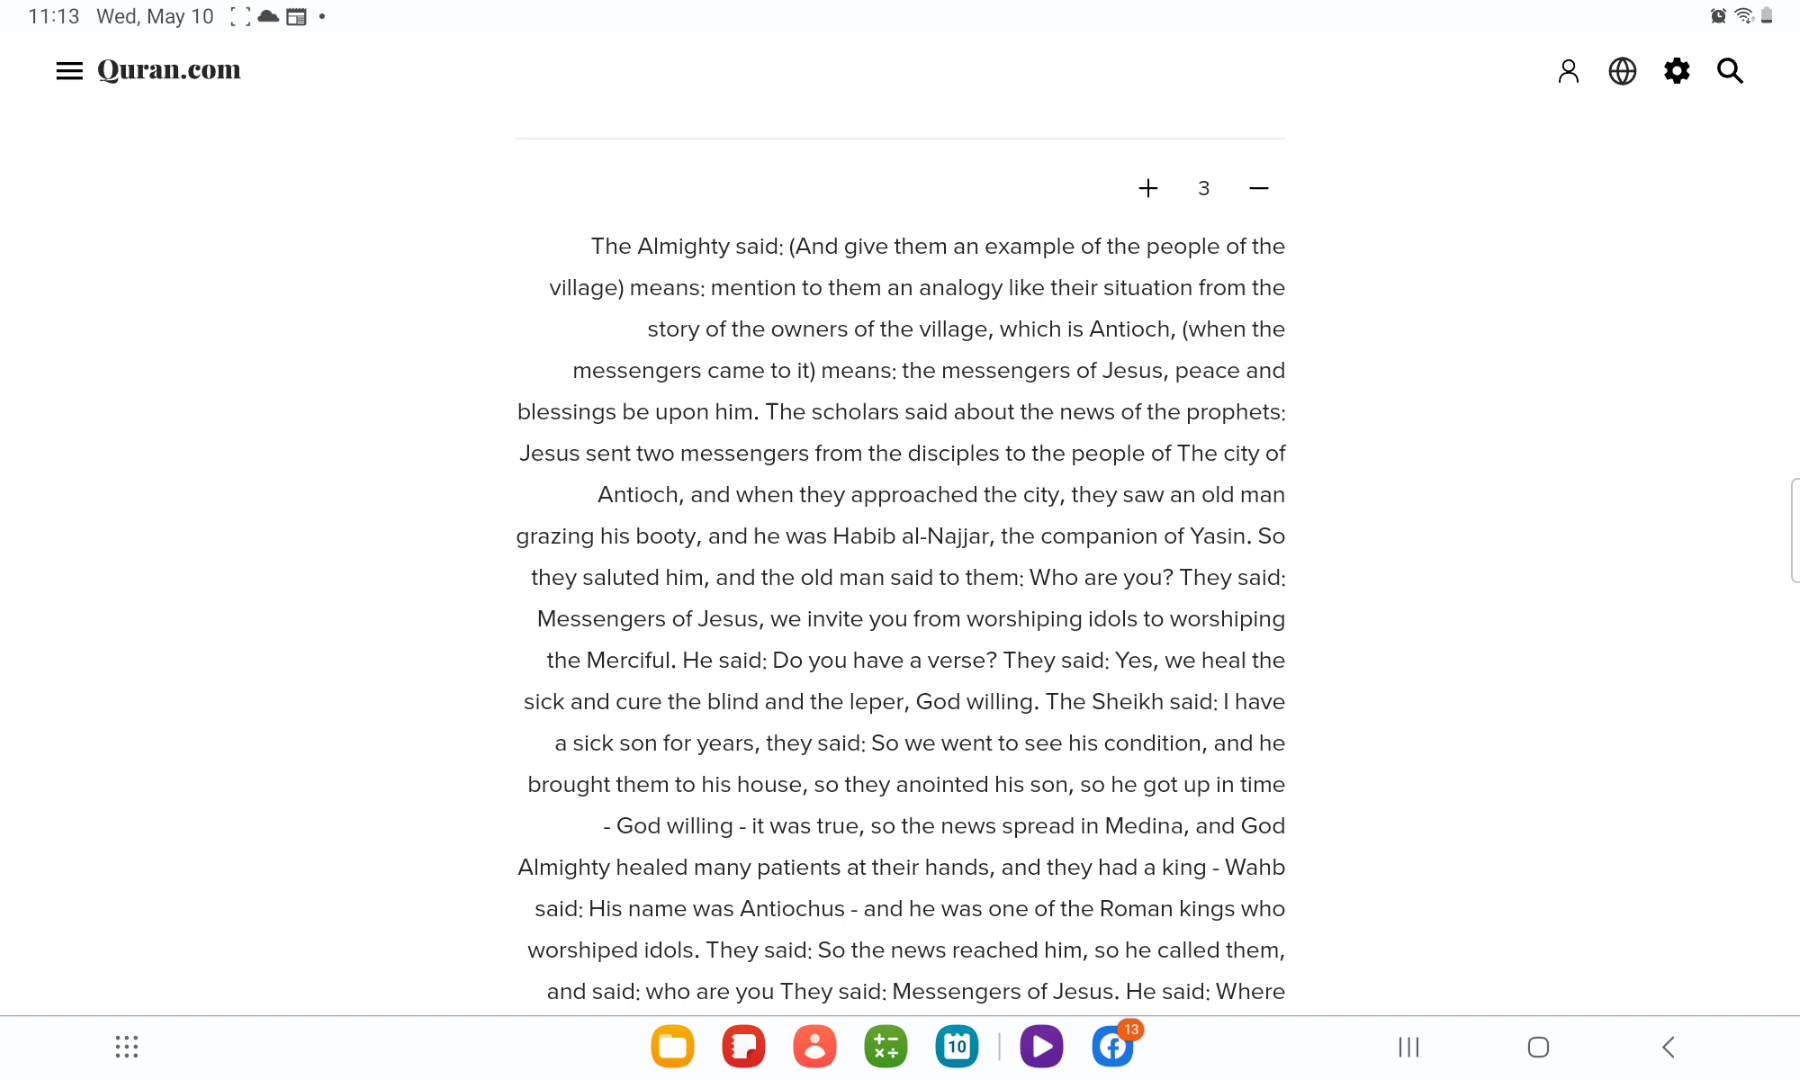 11:13 Wed, May 10
Quran.com
3
The Almighty said: (And give them an example of the people of the
village) means: mention to them an analogy like their situation from the
story of the owners of the village, which is Antioch, (when the
messengers came to it) means: the messengers of Jesus, peace and
blessings be upon him. The scholars said about the news of the prophets:
Jesus sent two messengers from the disciples to the people of The city of
Antioch, and when they approached the city, they saw an old man
grazing his booty, and he was Habib al-Najjar, the companion of Yasin. So
they saluted him, and the old man said to them: Who are you? They said:
Messengers of Jesus, we invite you from worshiping idols to worshiping
the Merciful. He said: Do you have a verse? They said: Yes, we heal the
sick and cure the blind and the leper, God willing. The Sheikh said: I have
a sick son for years, they said: So we went to see his condition, and he
brought them to his house, so they anointed his son, so he got up in time
- God willing - it was true, so the news spread in Medina, and God
Almighty healed many patients at their hands, and they had a king - Wahb
said: His name was Antiochus - and he was one of the Roman kings who
worshiped idols. They said: So the news reached him, so he called them,
and said: who are you They said: Messengers of Jesus. He said: Where
10
13